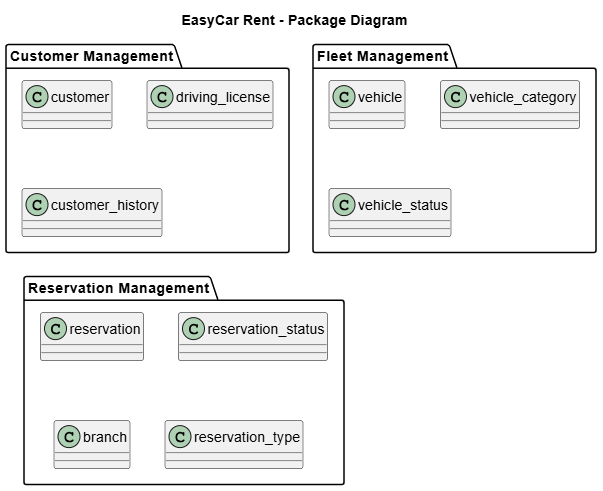 EasyCar Rent - Package Diagram
Customer Management
C customer
C driving_license
C customer_history
Fleet Management
C vehicle
C vehicle_category
C vehicle_status
Reservation Management
C reservation
C reservation_status
C branch
C reservation_type